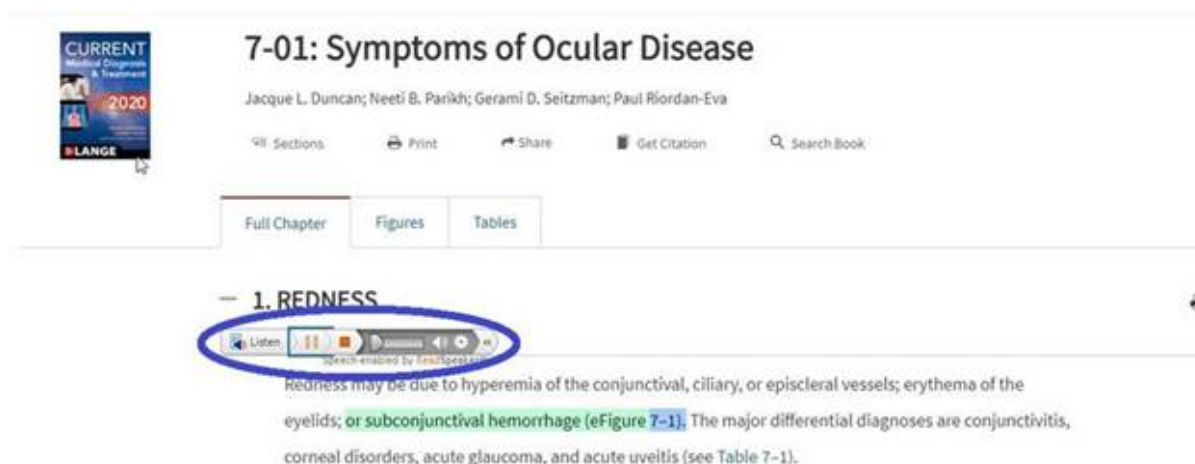 CURRENT
Medical Diagnosis
& Treatment
2020
LANGE
7-01: Symptoms of Ocular Disease
Jacque L. Duncan; Neeti B. Parikh; Gerami D. Seitzman; Paul Riordan-Eva
Sections Print Share Get Citation Search Book
Full Chapter Figures Tables
1. REDNESS
Listen
Speech-enabled by ReadSpeaker
Redness may be due to hyperemia of the conjunctival, ciliary, or episcleral vessels; erythema of the
eyelids; or subconjunctival hemorrhage (eFigure 7–1). The major differential diagnoses are conjunctivitis,
corneal disorders, acute glaucoma, and acute uveitis (see Table 7–1).